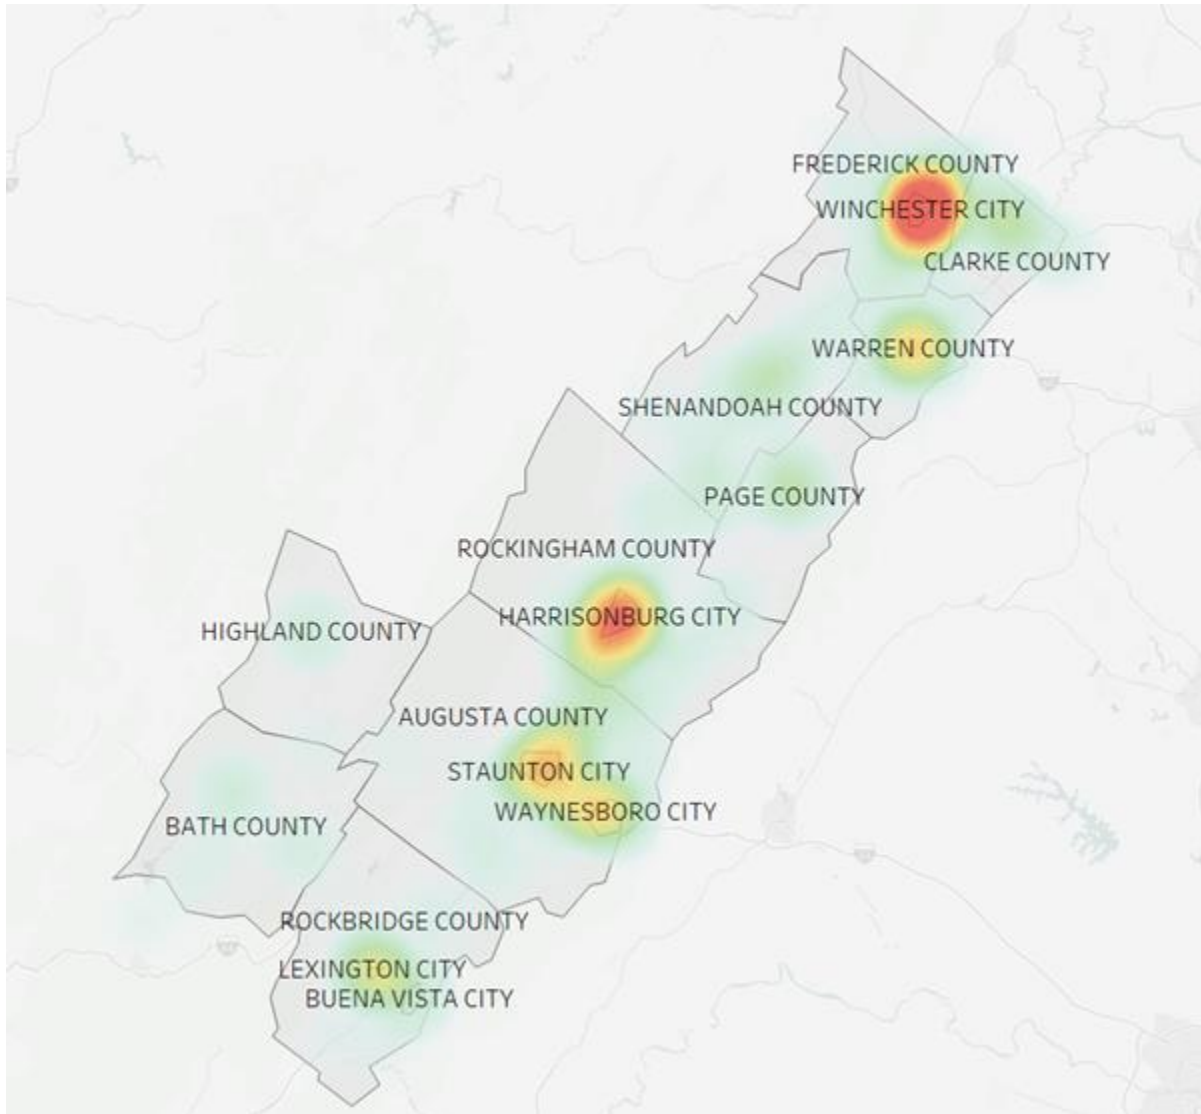 FREDERICK COUNTY
WINCHESTER CITY
CLARKE COUNTY
WARREN COUNTY
SHENANDOAH COUNTY
PAGE COUNTY
ROCKINGHAM COUNTY
HARRISONBURG CITY
HIGHLAND COUNTY
AUGUSTA COUNTY
STAUNTON CITY
WAYNESBORO CITY
BATH COUNTY
ROCKBRIDGE COUNTY
LEXINGTON CITY
BUENA VISTA CITY